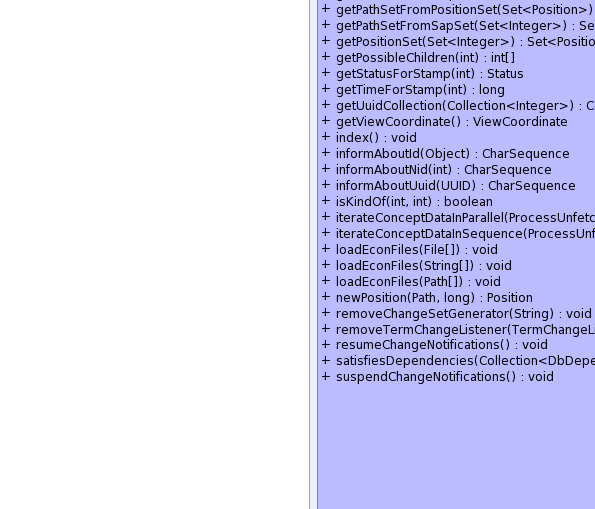 + getPathSetFromPositionSet(Set<Position>)
+ getPathSetFromSapSet(Set<Integer>) : Se
+ getPositionSet(Set<Integer>) : Set<Positio
+ getPossibleChildren(int) : int[]
+ getStatusForStamp(int) : Status
+ getTimeForStamp(int) : long
+ getUuidCollection(Collection<Integer>) : C
+ getViewCoordinate() : ViewCoordinate
+ index() : void
+ informAboutId(Object) : CharSequence
+ informAboutNid(int) : CharSequence
+ informAboutUuid(UUID) : CharSequence
+ isKindOf(int, int) : boolean
+ iterateConceptDataInParallel(ProcessUnfetc
+ iterateConceptDataInSequence(ProcessUnf
+ loadEconFiles(File[]) : void
+ loadEconFiles(String[]) : void
+ loadEconFiles(Path[]) : void
+ newPosition(Path, long) : Position
+ removeChangeSetGenerator(String) : void
+ removeTermChangeListener(TermChangeLi
+ resumeChangeNotifications() : void
+ satisfiesDependencies(Collection<DbDepe
+ suspendChangeNotifications() : void